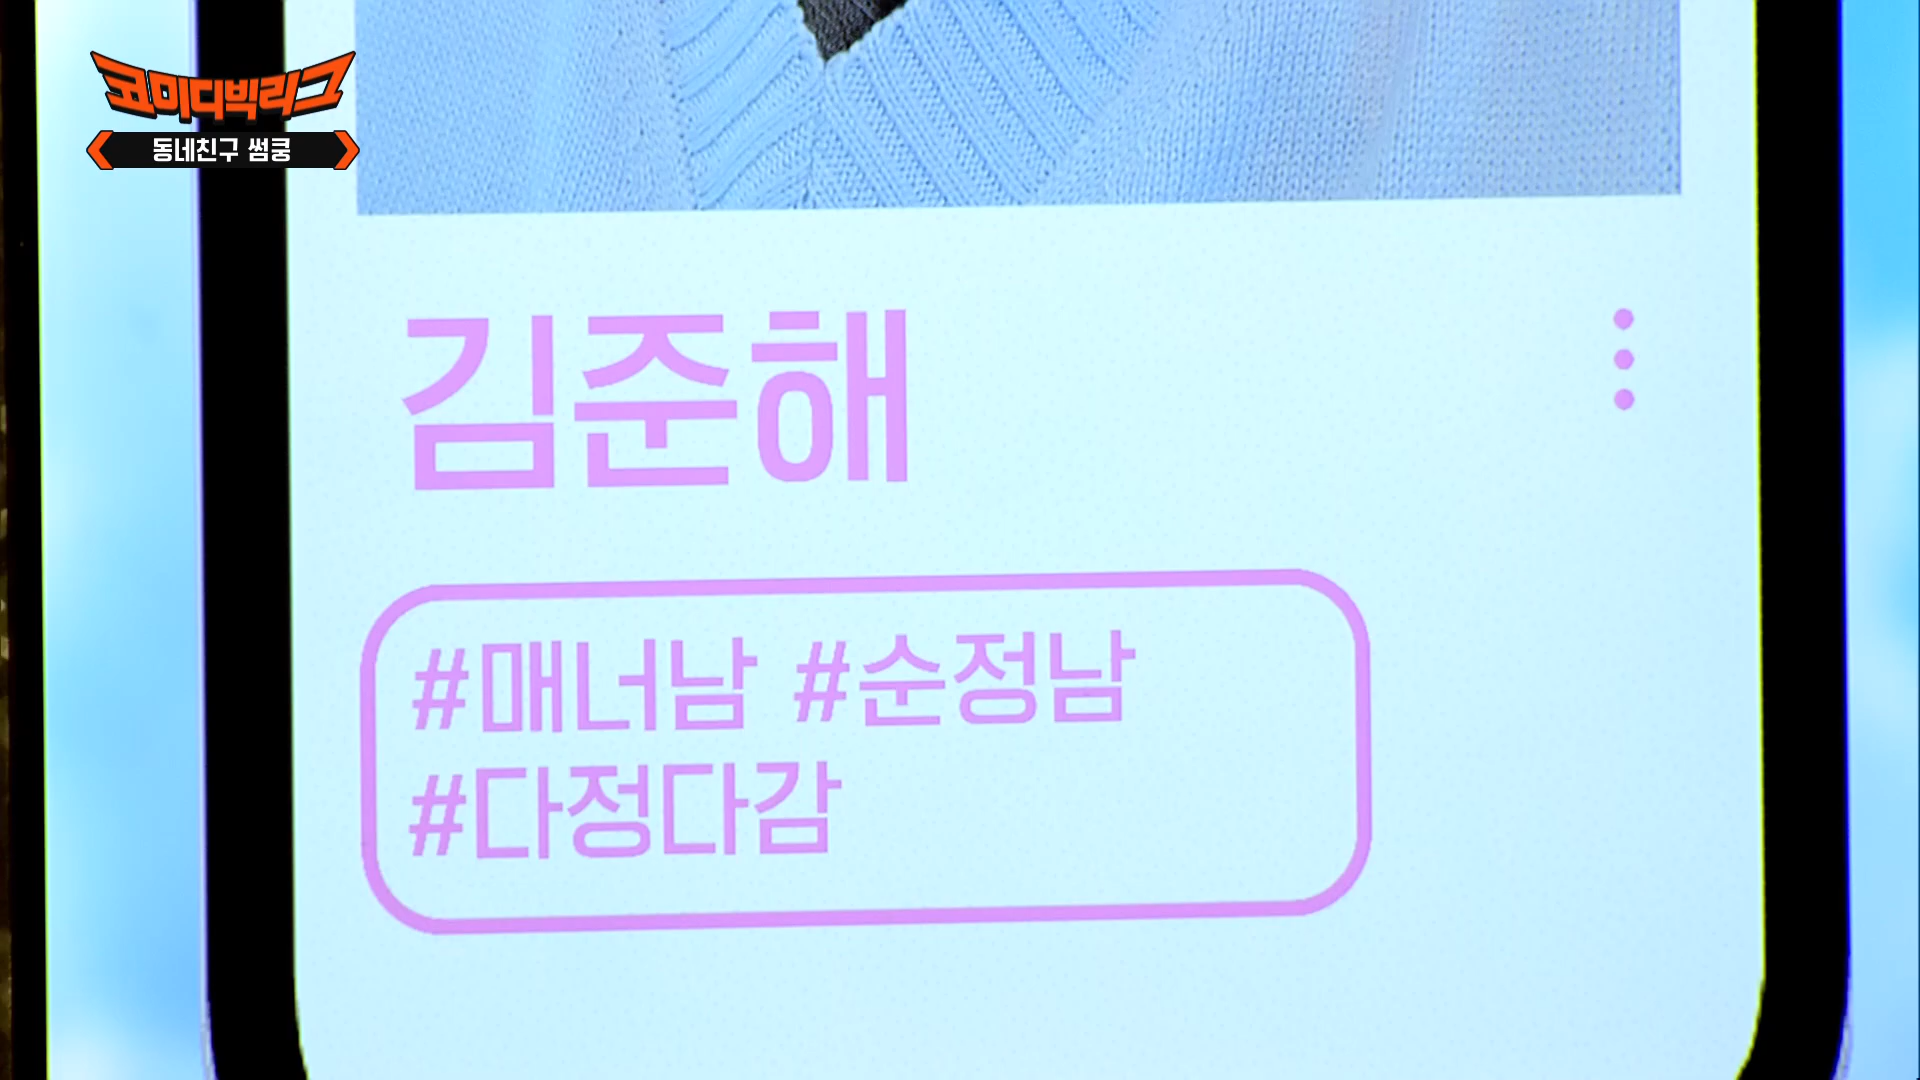 코미디빅리그
동네친구 썸쿵
김준해
#매너남 #순정남
#다정다감